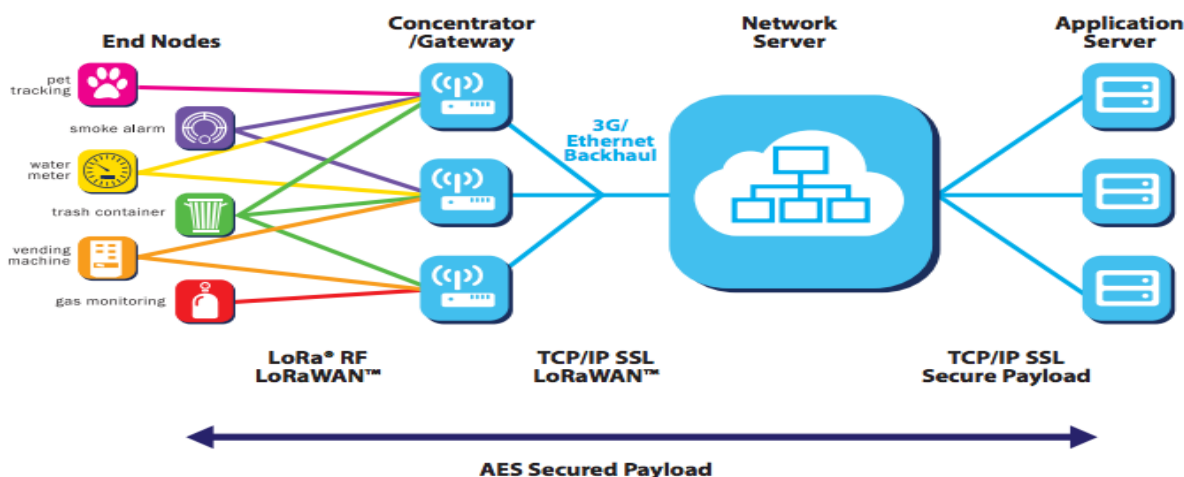 End Nodes
Concentrator
/Gateway
Network
Server
Application
Server
pet
tracking
smoke alarm
water
meter
trash container
vending
machine
gas monitoring
3G/
Ethernet
Backhaul
LoRa® RF
LoRaWAN™
TCP/IP SSL
LoRaWAN™
TCP/IP SSL
Secure Payload
AES Secured Payload